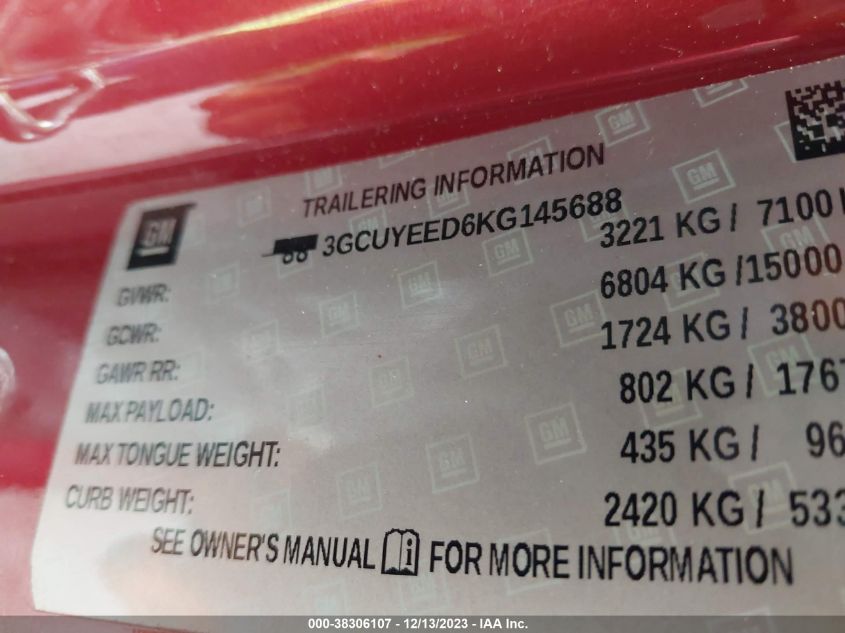 GM
TRAILERING INFORMATION
3GCUYEED6KG145688
GVWR: 3221 KG / 7100
GCWR: 6804 KG /15000
GAWR RR: 1724 KG / 3800
MAX PAYLOAD: 802 KG / 176
MAX TONGUE WEIGHT: 435 KG / 96
CURB WEIGHT: 2420 KG / 533
SEE OWNER'S MANUAL FOR MORE INFORMATION
000-38306107 - 12/13/2023 - IAA Inc.